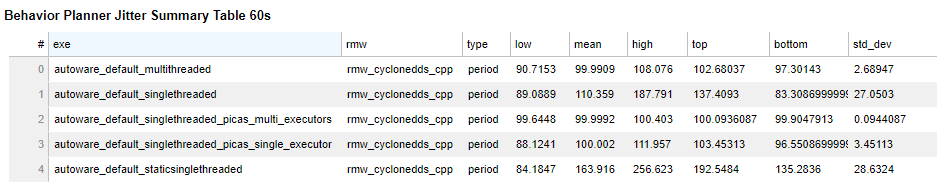 Behavior Planner Jitter Summary Table 60s
# exe rmw type low mean high top bottom std_dev
0 autoware_default_multithreaded rmw_cyclonedds_cpp period 90.7153 99.9909 108.076 102.68037 97.30143 2.68947
1 autoware_default_singlethreaded rmw_cyclonedds_cpp period 89.0889 110.359 187.791 137.4093 83.3086999999 27.0503
2 autoware_default_singlethreaded_picas_multi_executors rmw_cyclonedds_cpp period 99.6448 99.9992 100.403 100.0936087 99.9047913 0.0944087
3 autoware_default_singlethreaded_picas_single_executor rmw_cyclonedds_cpp period 88.1241 100.002 111.957 103.45313 96.5508699999 3.45113
4 autoware_default_staticsinglethreaded rmw_cyclonedds_cpp period 84.1847 163.916 256.623 192.5484 135.2836 28.6324